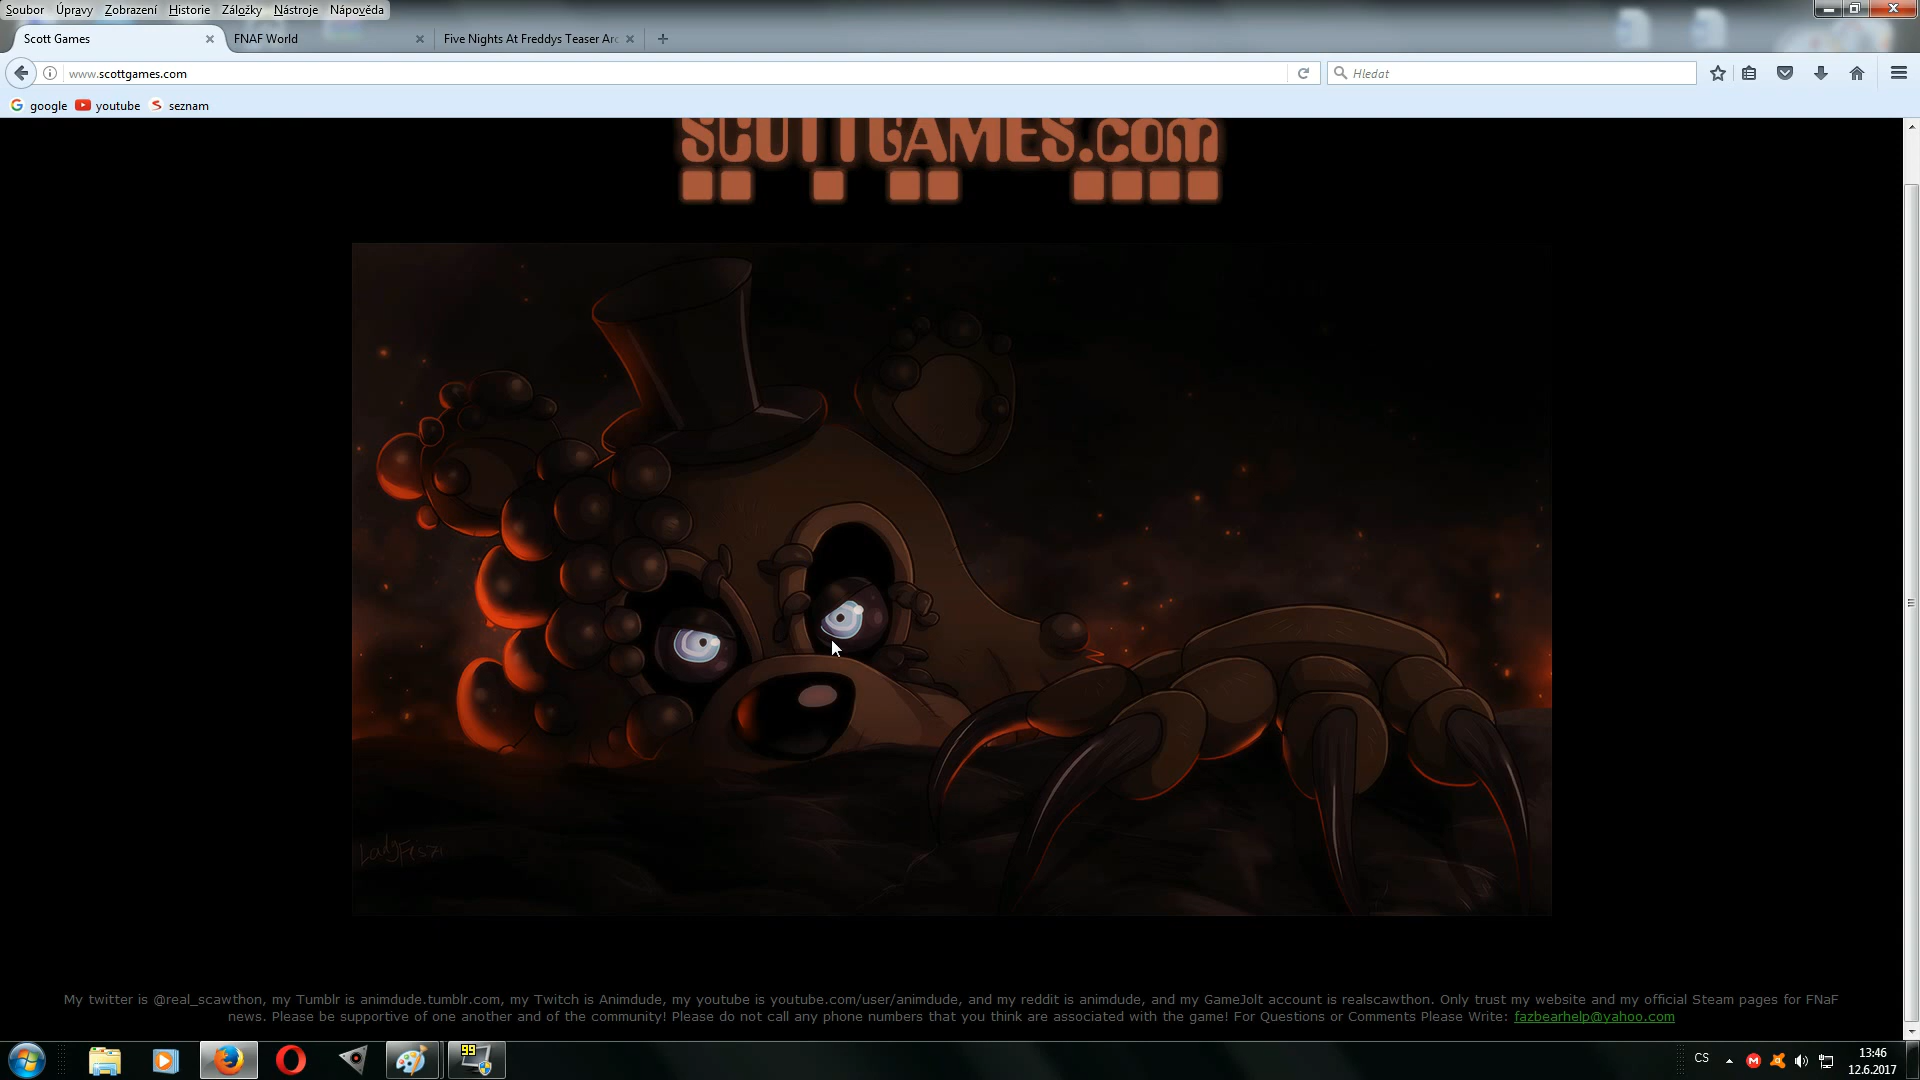 Soubor Úpravy Zobrazení Historie Záložky Nástroje Nápověda
Scott Games
FNAF World
Five Nights At Freddys Teaser Arc
www.scottgames.com
Hledat
google youtube seznam
SCOTTGAMES.com
LadyFiszi
My twitter is @real_scawthon, my Tumblr is animdude.tumblr.com, my Twitch is Animdude, my youtube is youtube.com/user/animdude, and my reddit is animdude, and my GameJolt account is realscawthon. Only trust my website and my official Steam pages for FNaF
news. Please be supportive of one another and of the community! Please do not call any phone numbers that you think are associated with the game! For Questions or Comments Please Write: fazbearhelp@yahoo.com
99
CS
13:46
12.6.2017